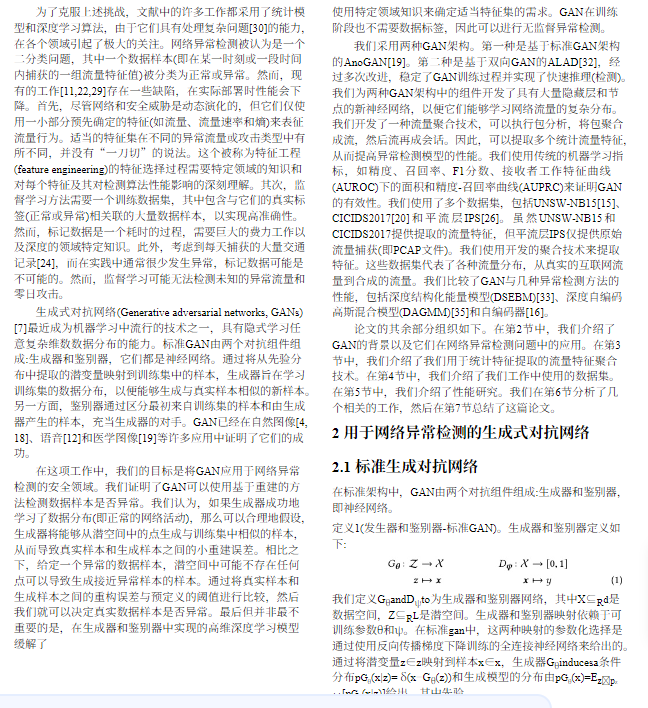 为了克服上述挑战，文献中的许多工作都采用了统计模
型和深度学习算法，由于它们具有处理复杂问题[30]的能力，
在各个领域引起了极大的关注。网络异常检测被认为是一个
二分类问题，其中一个数据样本(即在某一时刻或一段时间
内捕获的一组流量特征值)被分类为正常或异常。然而，现
有的工作[11,22,29]存在一些缺陷，在实际部署时性能会下
降。首先，尽管网络和安全威胁是动态演化的，但它们仅使
用一小部分预先确定的特征(如流量、流量速率和熵)来表征
流量行为。适当的特征集在不同的异常流量或攻击类型中有
所不同，并没有“一刀切”的说法。这个被称为特征工程
(feature engineering)的特征选择过程需要特定领域的知识和
对每个特征及其对检测算法性能影响的深刻理解。其次，监
督学习方法需要一个训练数据集，其中包含与它们的真实标
签(正常或异常)相关联的大量数据样本，以实现高准确性。
然而，标记数据是一个耗时的过程，需要巨大的费力工作以
及深度的领域特定知识。此外，考虑到每天捕获的大量交通
记录[24]，而在实践中通常很少发生异常，标记数据可能是
不可能的。然而，监督学习可能无法检测未知的异常流量和
零日攻击。
生成式对抗网络(Generative adversarial networks, GANs)
[7]最近成为机器学习中流行的技术之一，具有隐式学习任
意复杂维数数据分布的能力。标准GAN由两个对抗组件组
成:生成器和鉴别器，它们都是神经网络。通过将从先验分
布中提取的潜变量映射到训练集中的样本，生成器旨在学习
训练集的数据分布，以便能够生成与真实样本相似的新样本。
另一方面，鉴别器通过区分最初来自训练集的样本和由生成
器产生的样本，充当生成器的对手。GAN已经在自然图像[4,
18]、语音[12]和医学图像[19]等许多应用中证明了它们的成
功。
在这项工作中，我们的目标是将GAN应用于网络异常
检测的安全领域。我们证明了GAN可以使用基于重建的方
法检测数据样本是否异常。我们认为，如果生成器成功地
学习了数据分布(即正常的网络活动)，那么可以合理地假设，
生成器将能够从潜空间中的点生成与训练集中相似的样本，
从而导致真实样本和生成样本之间的小重建误差。相比之
下，给定一个异常的数据样本，潜空间中可能不存在任何
点可以导致生成接近异常样本的样本。通过将真实样本和
生成样本之间的重构误差与预定义的阈值进行比较，然后
我们就可以决定真实数据样本是否异常。最后但并非最不
重要的是，在生成器和鉴别器中实现的高维深度学习模型
缓解了
使用特定领域知识来确定适当特征集的需求。GAN在训练
阶段也不需要数据标签，因此可以进行无监督异常检测。
我们采用两种GAN架构。第一种是基于标准GAN架构
的AnoGAN[19]。第二种是基于双向GAN的ALAD[32]，经
过多次改进，稳定了GAN训练过程并实现了快速推理(检测)。
我们为两种GAN架构中的组件开发了具有大量隐藏层和节
点的新神经网络，以便它们能够学习网络流量的复杂分布。
我们开发了一种流量聚合技术，可以执行包分析，将包聚合
成流，然后流再成会话。因此，可以提取多个统计流量特征，
从而提高异常检测模型的性能。我们使用传统的机器学习指
标，如精度、召回率、F1分数、接收者工作特征曲线
(AUROC)下的面积和精度-召回率曲线(AUPRC)来证明GAN
的有效性。我们使用了多个数据集，包括UNSW-NB15[15]、
CICIDS2017[20]和平流层IPS[26]。虽然UNSW-NB15和
CICIDS2017提供提取的流量特征，但平流层IPS仅提供原始
流量捕获(即PCAP文件)。我们使用开发的聚合技术来提取
特征。这些数据集代表了各种流量分布，从真实的互联网流
量到合成的流量。我们比较了GAN与几种异常检测方法的
性能，包括深度结构化能量模型(DSEBM)[33]、深度自编码
高斯混合模型(DAGMM)[35]和自编码器[16]。
论文的其余部分组织如下。在第2节中，我们介绍了
GAN的背景以及它们在网络异常检测问题中的应用。在第3
节中，我们介绍了我们用于统计特征提取的流量特征聚合
技术。在第4节中，我们介绍了我们工作中使用的数据集。
在第5节中，我们介绍了性能研究。我们在第6节分析了几
个相关的工作，然后在第7节总结了这篇论文。
2 用于网络异常检测的生成式对抗网络
2.1 标准生成对抗网络
在标准架构中，GAN由两个对抗组件组成:生成器和鉴别器，
即神经网络。
定义1(发生器和鉴别器-标准GAN)。生成器和鉴别器定义如
下:
Gθ : Z → X Dφ : X → [0, 1]
z ↦ x x ↦ y (1)
我们定义GθandDψto为生成器和鉴别器网络，其中X⊆Rd是
数据空间，Z⊆RL是潜空间。生成器和鉴别器映射依赖于可
训练参数θ和ψ。在标准gan中，这两种映射的参数化选择是
通过使用反向传播梯度下降训练的全连接神经网络来给出的。
通过将潜变量z∈z映射到样本x∈x，生成器Gθinducesa条件
分布pGθ(x|z)= δ(x Gθ(z))和生成模型的分布由pGθ(x)=Ez